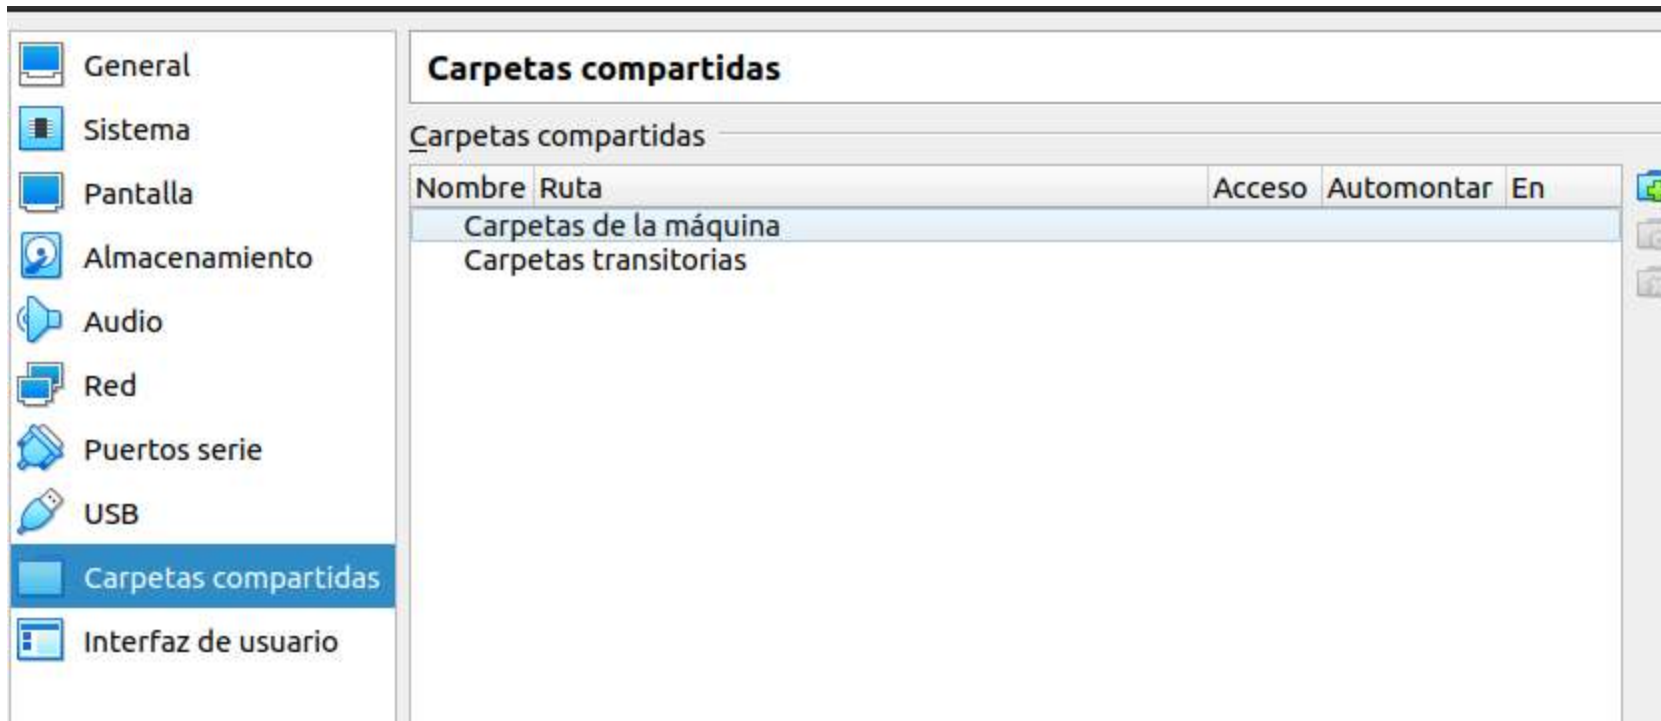 General
Sistema
Pantalla
Almacenamiento
Audio
Red
Puertos serie
USB
Carpetas compartidas
Interfaz de usuario
Carpetas compartidas
Carpetas compartidas
Nombre Ruta Acceso Automontar En
Carpetas de la máquina
Carpetas transitorias